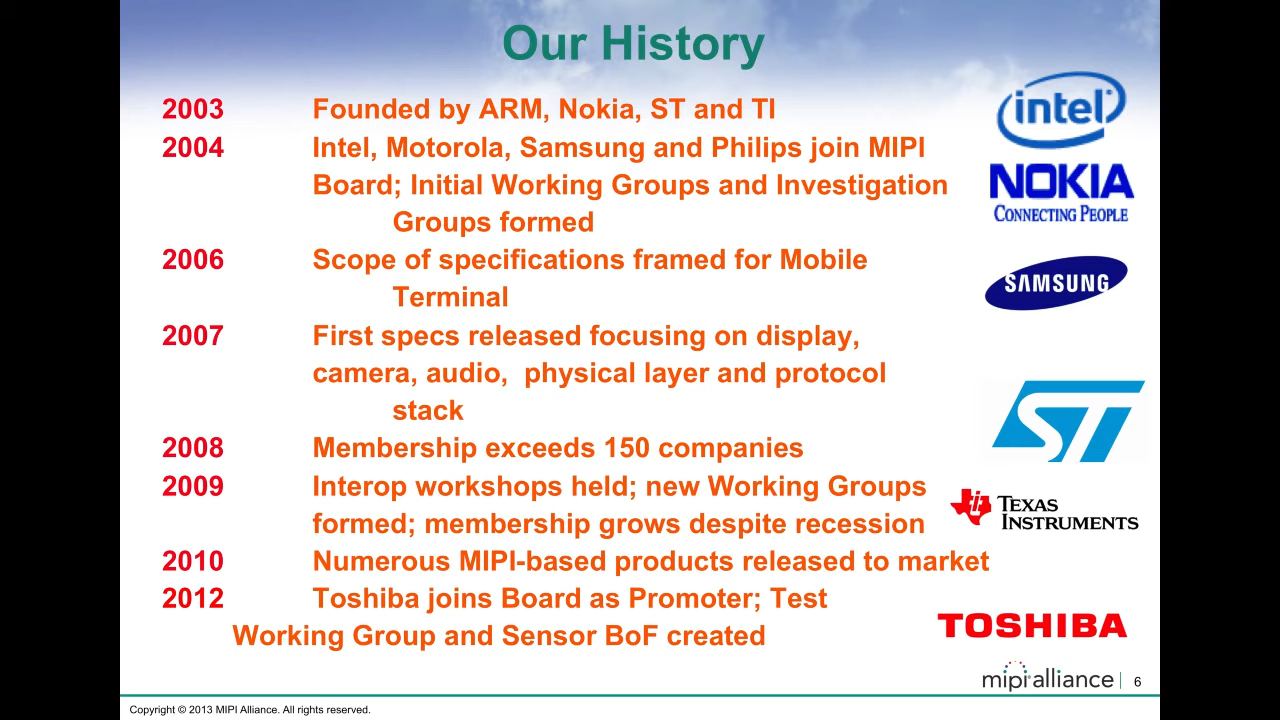 Our History
2003 Founded by ARM, Nokia, ST and TI
2004 Intel, Motorola, Samsung and Philips join MIPI
Board; Initial Working Groups and Investigation
Groups formed
2006 Scope of specifications framed for Mobile
Terminal
2007 First specs released focusing on display,
camera, audio, physical layer and protocol
stack
2008 Membership exceeds 150 companies
2009 Interop workshops held; new Working Groups
formed; membership grows despite recession
2010 Numerous MIPI-based products released to market
2012 Toshiba joins Board as Promoter; Test
Working Group and Sensor BoF created
intel
NOKIA
CONNECTING PEOPLE
SAMSUNG
ST
TEXAS
INSTRUMENTS
TOSHIBA
mipi alliance | 6
Copyright © 2013 MIPI Alliance. All rights reserved.